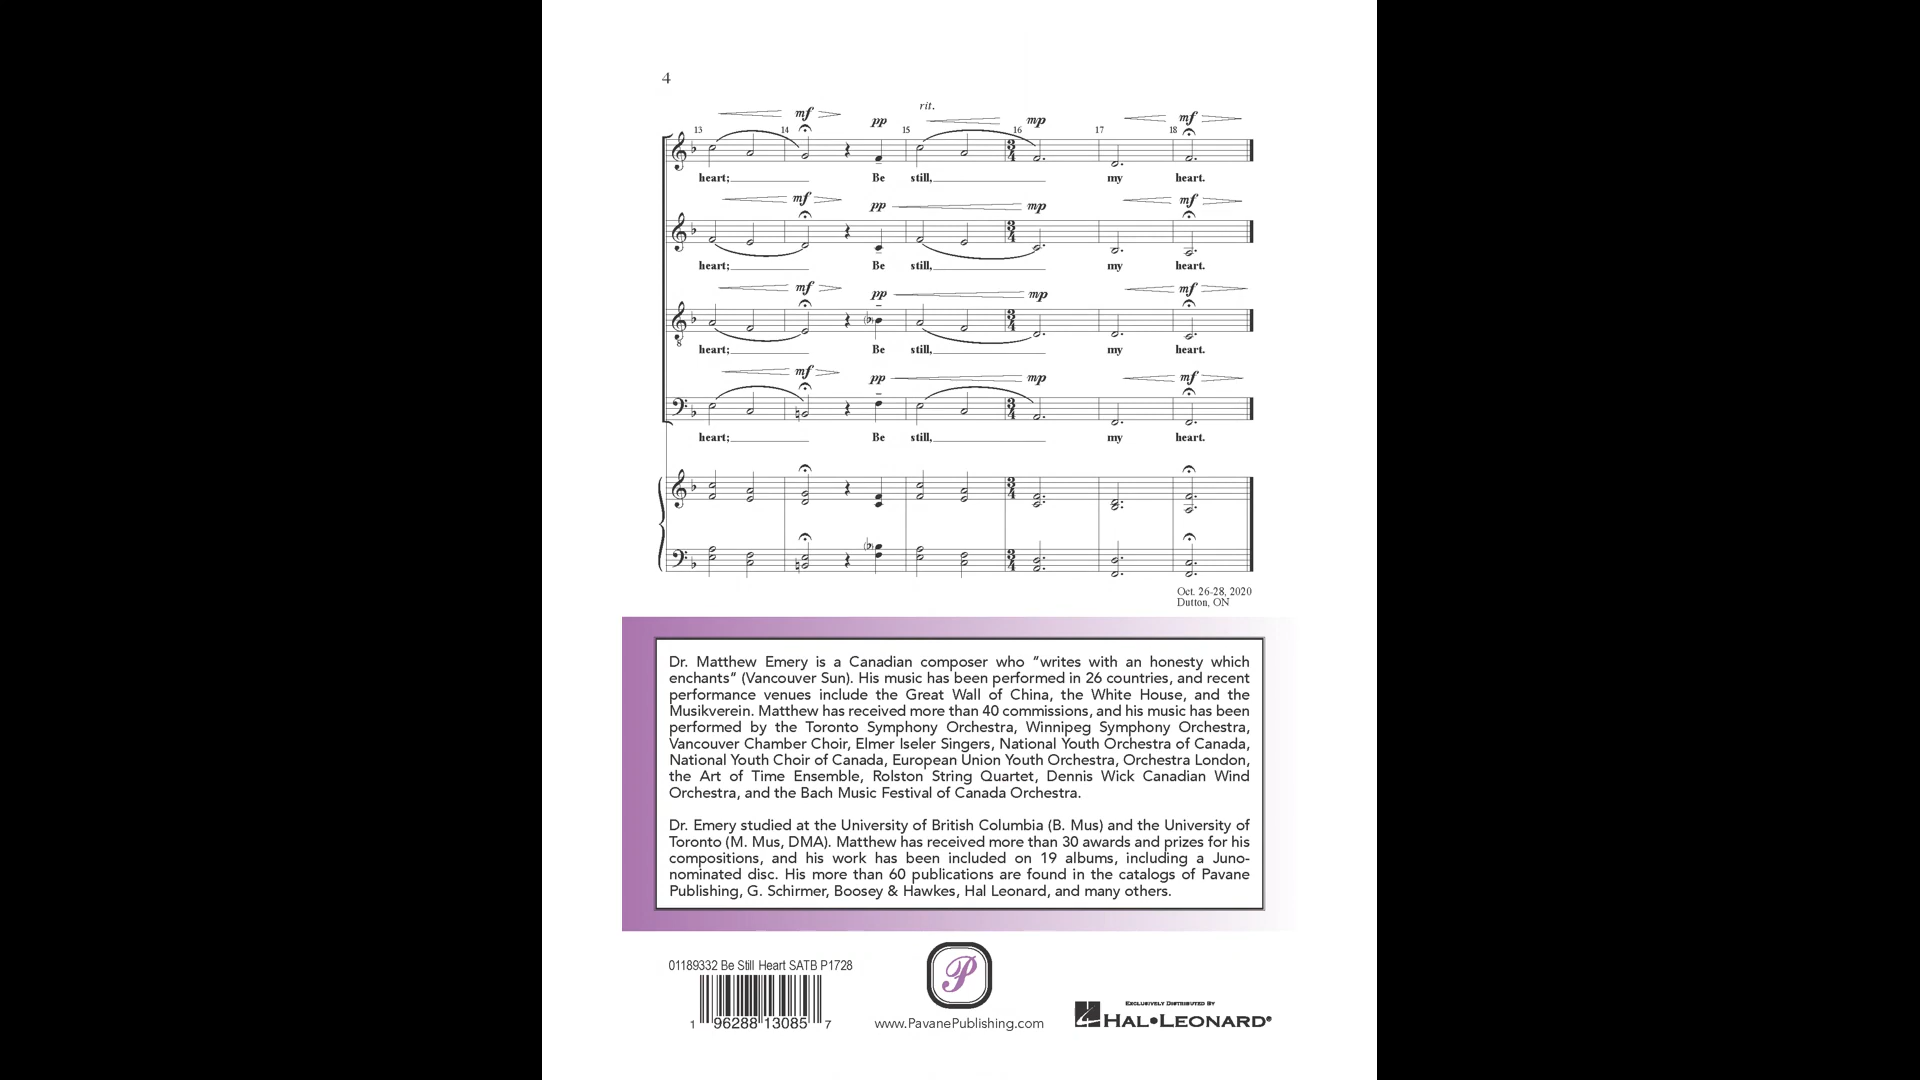 4
rit.
mf mf
pp mp
13 14 15 16 17 18
heart; Be still, my heart.
mf pp mp mf
heart; Be still, my heart.
mf pp mp mf
8
heart; Be still, my heart.
mf pp mp mf
heart; Be still, my heart.
Oct. 26-28, 2020
Dutton, ON
Dr. Matthew Emery is a Canadian composer who “writes with an honesty which
enchants” (Vancouver Sun). His music has been performed in 26 countries, and recent
performance venues include the Great Wall of China, the White House, and the
Musikverein. Matthew has received more than 40 commissions, and his music has been
performed by the Toronto Symphony Orchestra, Winnipeg Symphony Orchestra,
Vancouver Chamber Choir, Elmer Iseler Singers, National Youth Orchestra of Canada,
National Youth Choir of Canada, European Union Youth Orchestra, Orchestra London,
the Art of Time Ensemble, Rolston String Quartet, Dennis Wick Canadian Wind
Orchestra, and the Bach Music Festival of Canada Orchestra.
Dr. Emery studied at the University of British Columbia (B. Mus) and the University of
Toronto (M. Mus, DMA). Matthew has received more than 30 awards and prizes for his
compositions, and his work has been included on 19 albums, including a Juno-
nominated disc. His more than 60 publications are found in the catalogs of Pavane
Publishing, G. Schirmer, Boosey & Hawkes, Hal Leonard, and many others.
01189332 Be Still Heart SATB P1728
1 96288 13085 7
P
www.PavanePublishing.com
EXCLUSIVELY DISTRIBUTED BY
HAL•LEONARD®